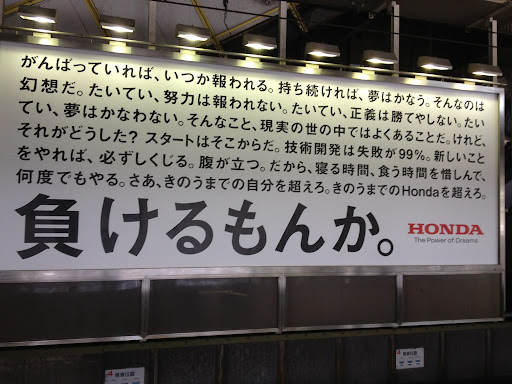 がんばっていれば、いつか報われる。持ち続ければ、夢はかなう。そんなのは
幻想だ。たいてい、努力は報われない。たいてい、正義は勝てやしない。たい
てい、夢はかなわない。そんなこと、現実の世の中ではよくあることだ。けれど、
それがどうした？ スタートはそこからだ。技術開発は失敗が99%。新しいこと
をやれば、必ずしくじる。腹が立つ。だから、寝る時間、食う時間を惜しんで、
何度でもやる。さあ、きのうまでの自分を超えろ。きのうまでのHondaを超えろ。
負けるもんか。
HONDA
The Power of Dreams